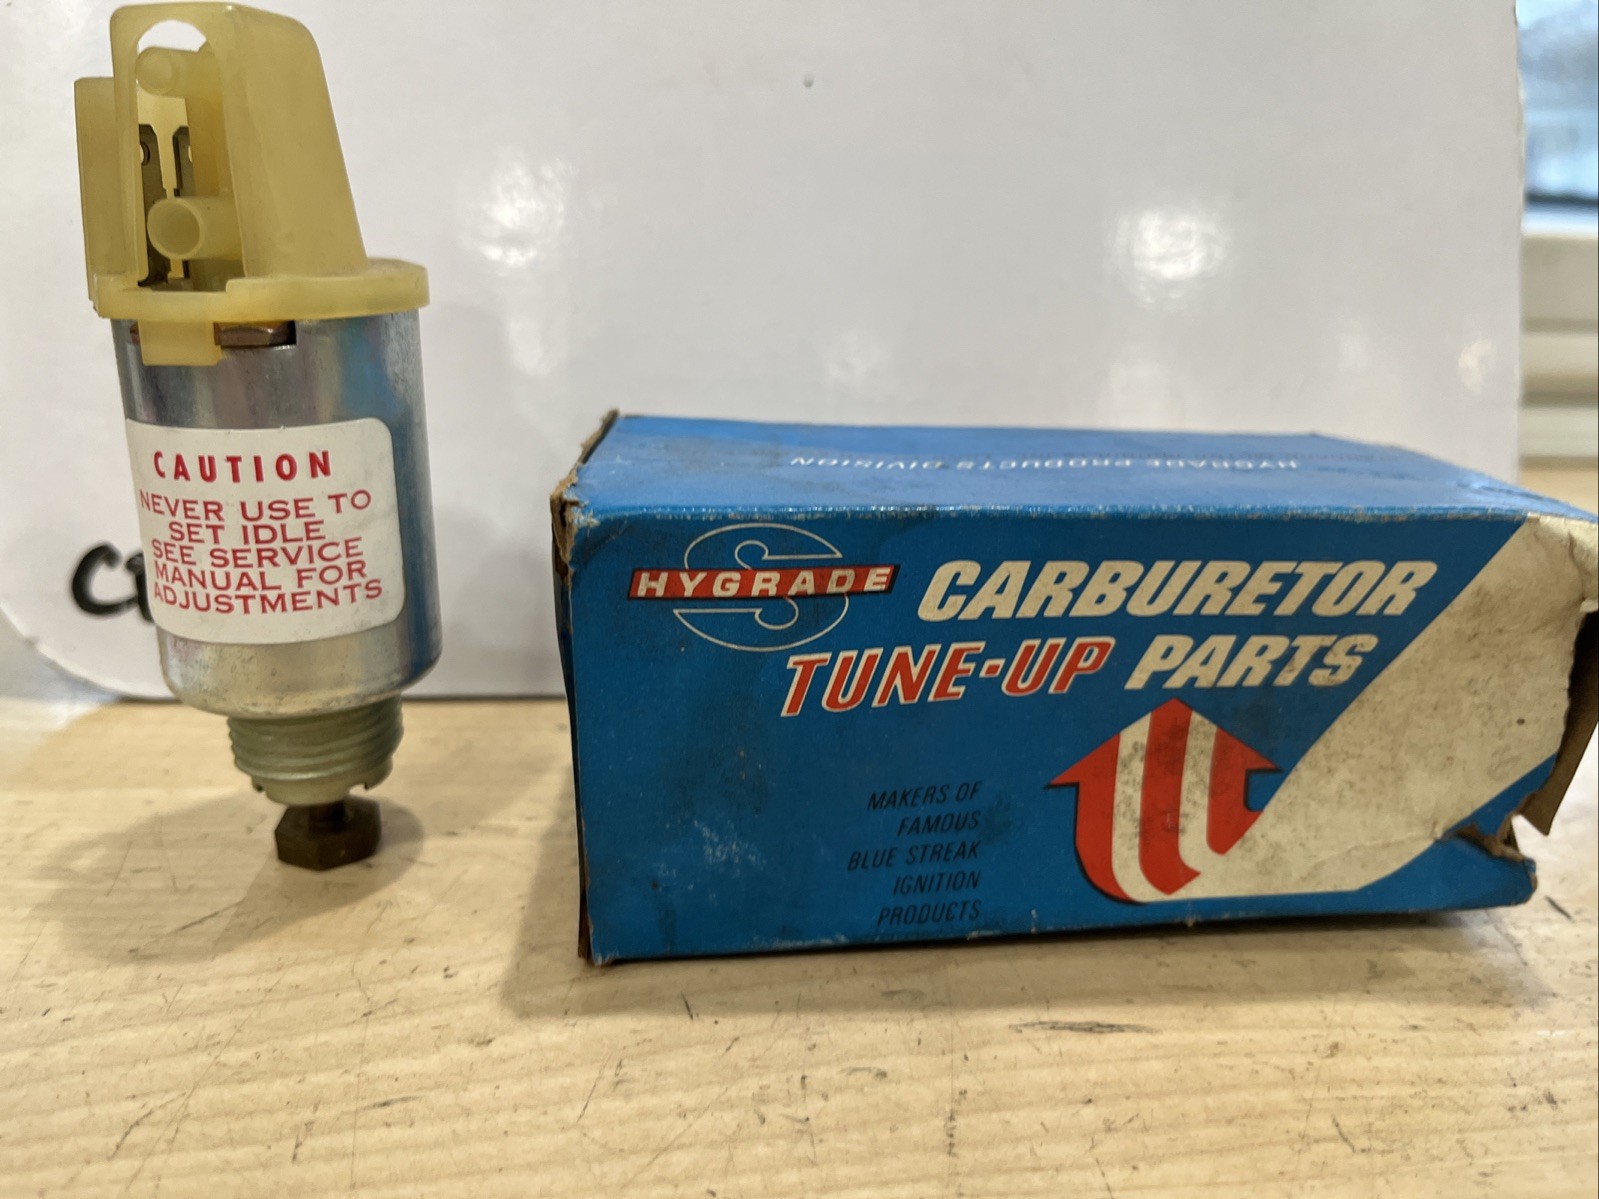 CAUTION
NEVER USE TO
SET IDLE
SEE SERVICE
MANUAL FOR
ADJUSTMENTS
HYGRADE PRODUCTS DIVISION
S
HYGRADE
CARBURETOR
TUNE-UP PARTS
MAKERS OF
FAMOUS
BLUE STREAK
IGNITION
PRODUCTS